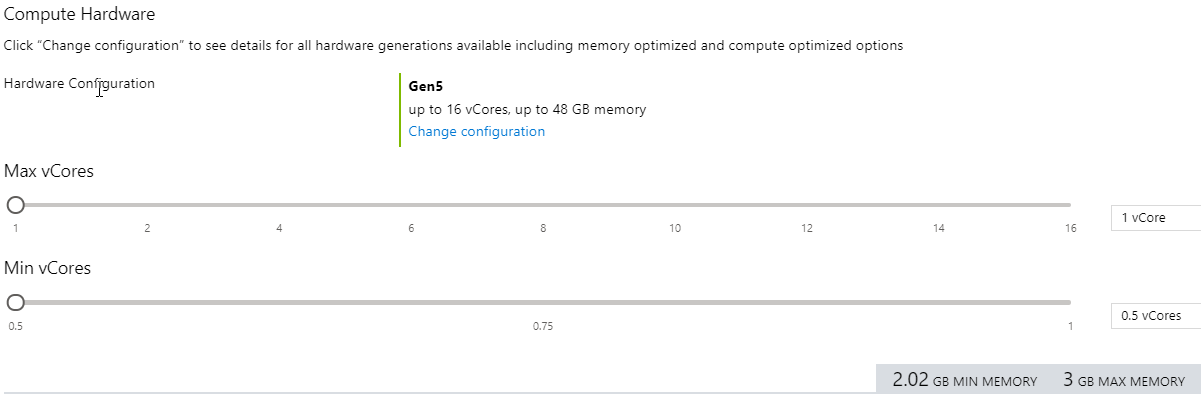 Compute Hardware
Click “Change configuration” to see details for all hardware generations available including memory optimized and compute optimized options
Hardware Configuration
Gen5
up to 16 vCores, up to 48 GB memory
Change configuration
Max vCores
1 2 4 6 8 10 12 14 16
1 vCore
Min vCores
0.5 0.75 1
0.5 vCores
2.02 GB MIN MEMORY 3 GB MAX MEMORY